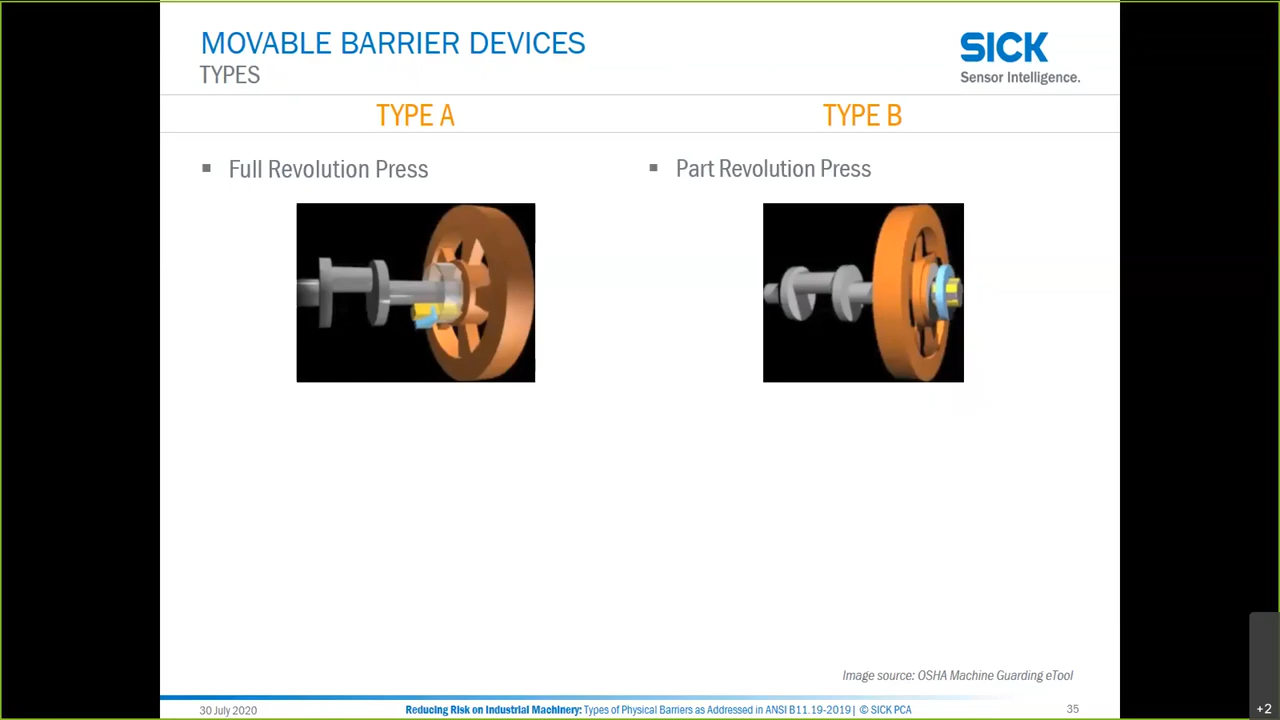 MOVABLE BARRIER DEVICES
TYPES
SICK
Sensor Intelligence.
TYPE A
TYPE B
▪ Full Revolution Press
▪ Part Revolution Press
Image source: OSHA Machine Guarding eTool
30 July 2020
Reducing Risk on Industrial Machinery: Types of Physical Barriers as Addressed in ANSI B11.19-2019| © SICK PCA
35
+2